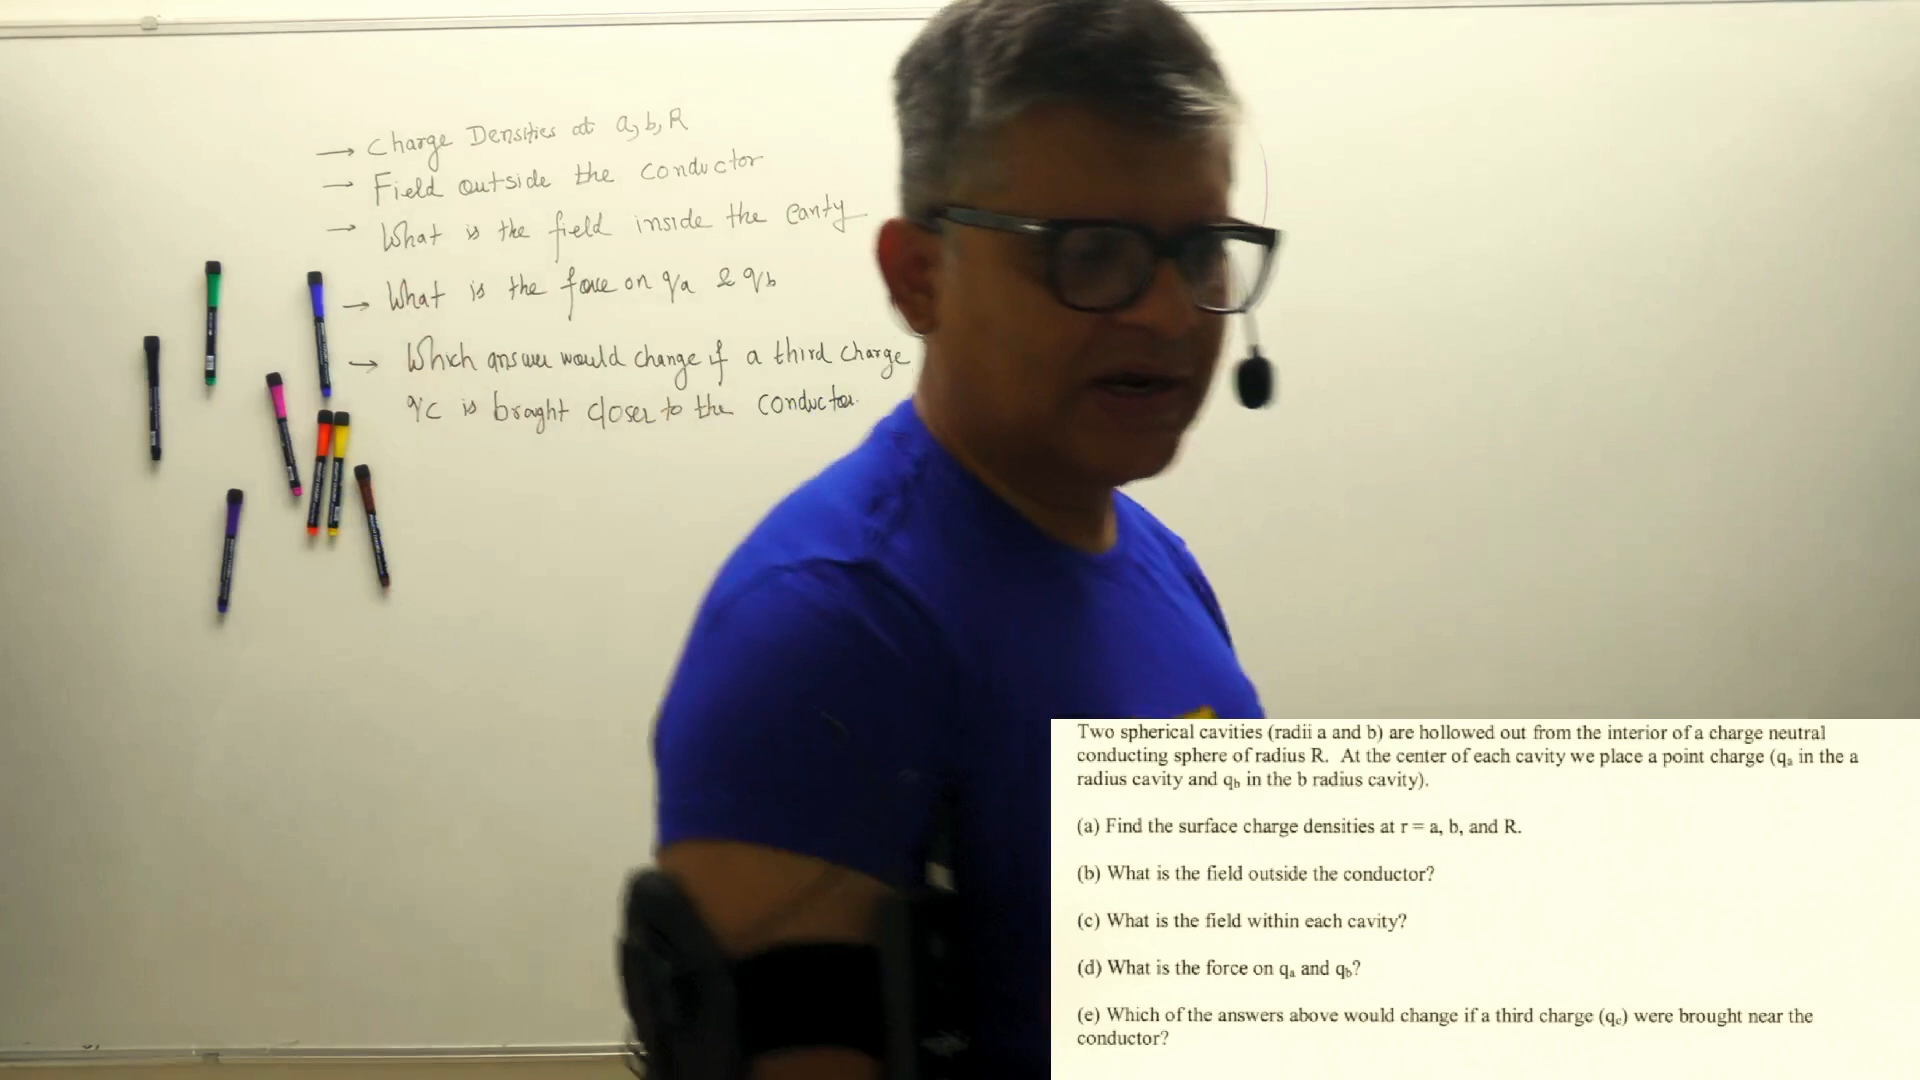 → Charge Densities at a, b, R
→ Field outside the conductor
→ What is the field inside the Canty
→ What is the force on qa & qb
→ Which answer would change if a third charge
qc is braght closer to the conductor.
Two spherical cavities (radii a and b) are hollowed out from the interior of a charge neutral
conducting sphere of radius R. At the center of each cavity we place a point charge (qₐ in the a
radius cavity and q_b in the b radius cavity).
(a) Find the surface charge densities at r = a, b, and R.
(b) What is the field outside the conductor?
(c) What is the field within each cavity?
(d) What is the force on qₐ and q_b?
(e) Which of the answers above would change if a third charge (q_c) were brought near the
conductor?